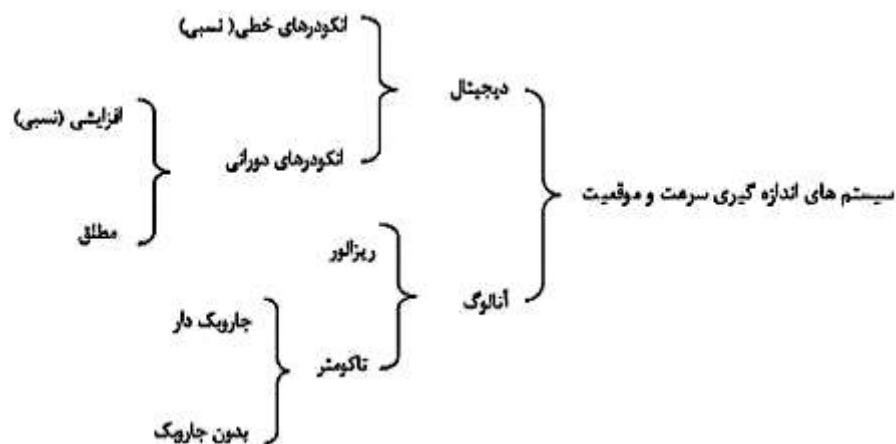 سیستم های اندازه گیری سرعت و موقعیت
دیجیتال
انکودرهای خطی( نسبی)
انکودرهای دورانی
افزایشی (نسبی)
مطلق
آنالوگ
ریزالور
تاکومتر
جاروبک دار
بدون جاروبک